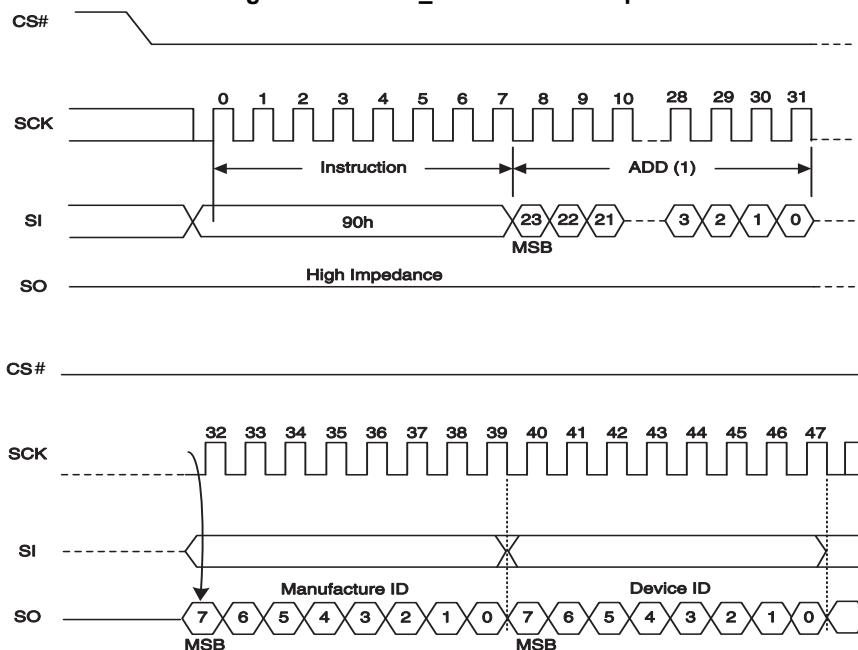 CS#
SCK
0 1 2 3 4 5 6 7 8 9 10 28 29 30 31
Instruction ADD (1)
SI
90h 23 22 21 3 2 1 0
MSB
High Impedance
SO
CS#
SCK
32 33 34 35 36 37 38 39 40 41 42 43 44 45 46 47
SI
Manufacture ID Device ID
SO
7 6 5 4 3 2 1 0 7 6 5 4 3 2 1 0
MSB MSB